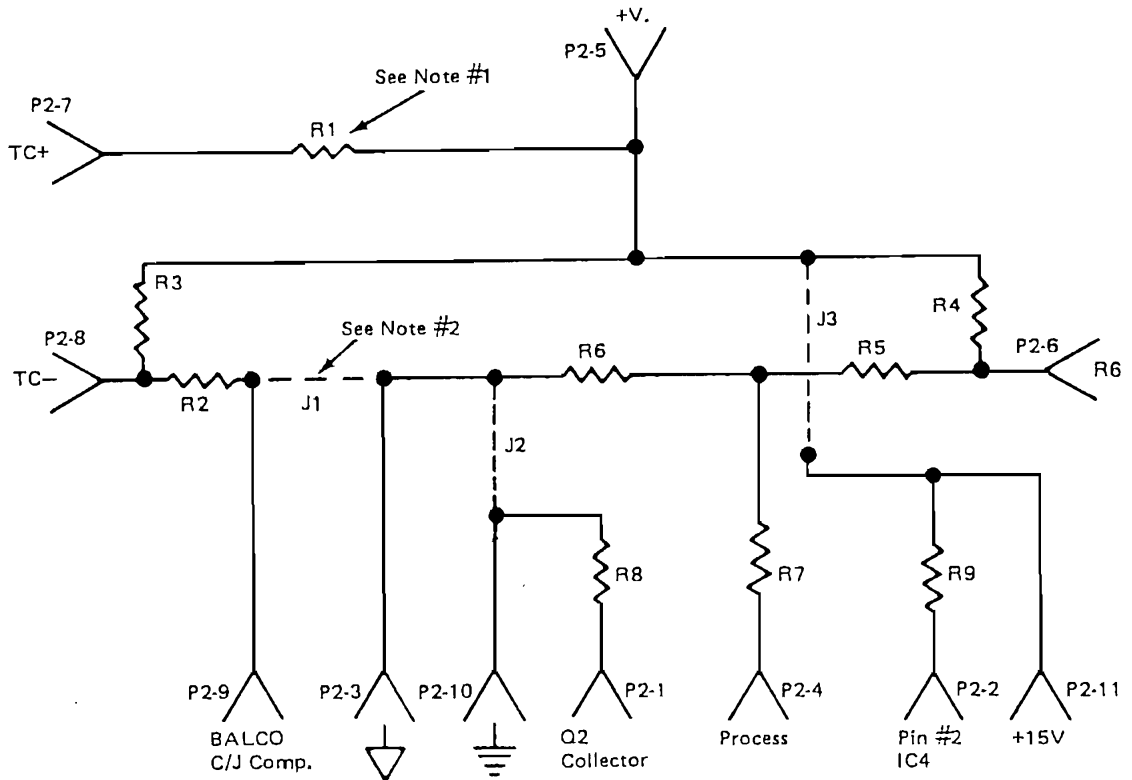 +V.
P2-5
See Note #1
P2-7
R1
TC+
R3
J3
R4
P2-8
See Note #2
R6
R5
P2-6
R6
TC−
R2
J1
J2
R8
R7
R9
P2-9
P2-3
P2-10
P2-1
P2-4
P2-2
P2-11
BALCO
C/J Comp.
Q2
Collector
Process
Pin #2
IC4
+15V